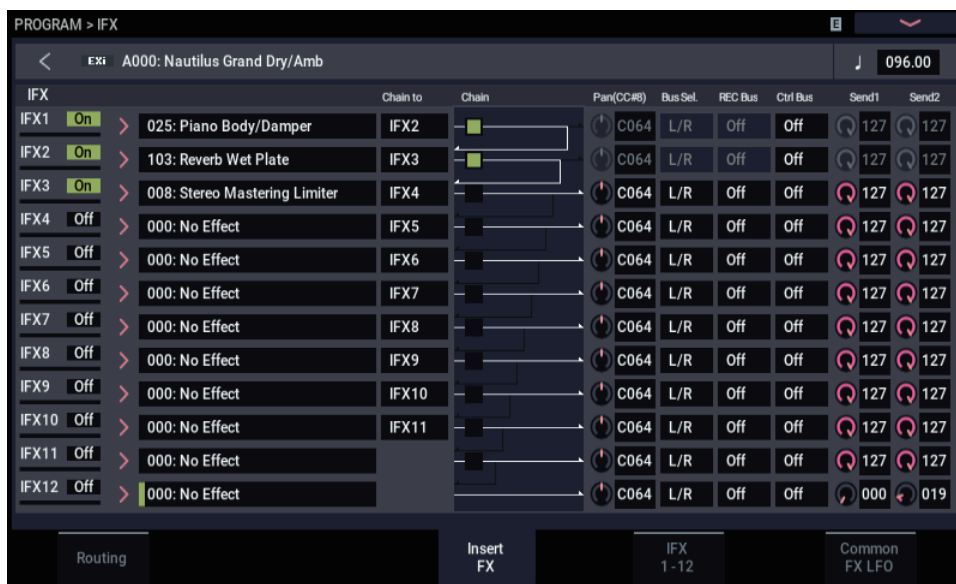 PROGRAM > IFX E
EXi A000: Nautilus Grand Dry/Amb ♩ 096.00
IFX Chain to Chain Pan(CC#8) Bus Sel. REC Bus Ctrl Bus Send1 Send2
IFX1 On 025: Piano Body/Damper IFX2 C064 L/R Off Off 127 127
IFX2 On 103: Reverb Wet Plate IFX3 C064 L/R Off Off 127 127
IFX3 On 008: Stereo Mastering Limiter IFX4 C064 L/R Off Off 127 127
IFX4 Off 000: No Effect IFX5 C064 L/R Off Off 127 127
IFX5 Off 000: No Effect IFX6 C064 L/R Off Off 127 127
IFX6 Off 000: No Effect IFX7 C064 L/R Off Off 127 127
IFX7 Off 000: No Effect IFX8 C064 L/R Off Off 127 127
IFX8 Off 000: No Effect IFX9 C064 L/R Off Off 127 127
IFX9 Off 000: No Effect IFX10 C064 L/R Off Off 127 127
IFX10 Off 000: No Effect IFX11 C064 L/R Off Off 127 127
IFX11 Off 000: No Effect C064 L/R Off Off 127 127
IFX12 Off 000: No Effect C064 L/R Off Off 000 019
Routing Insert FX IFX 1-12 Common FX LFO